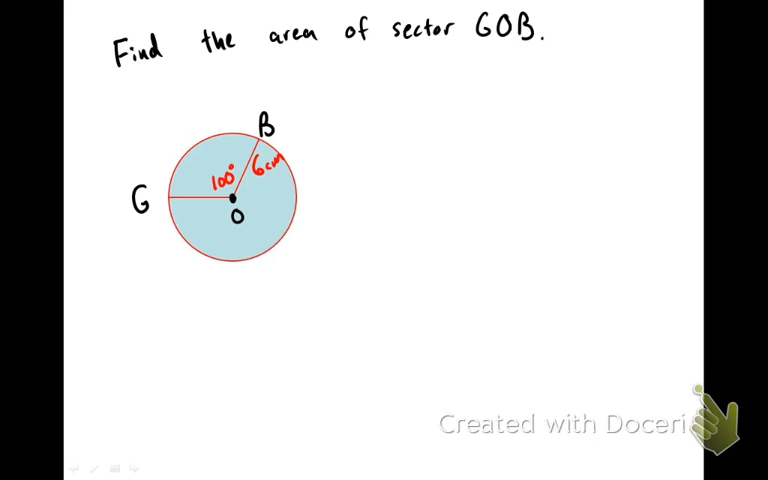 Find the area of sector GOB.
B
100° 6cm
G
O
Created with Doceri